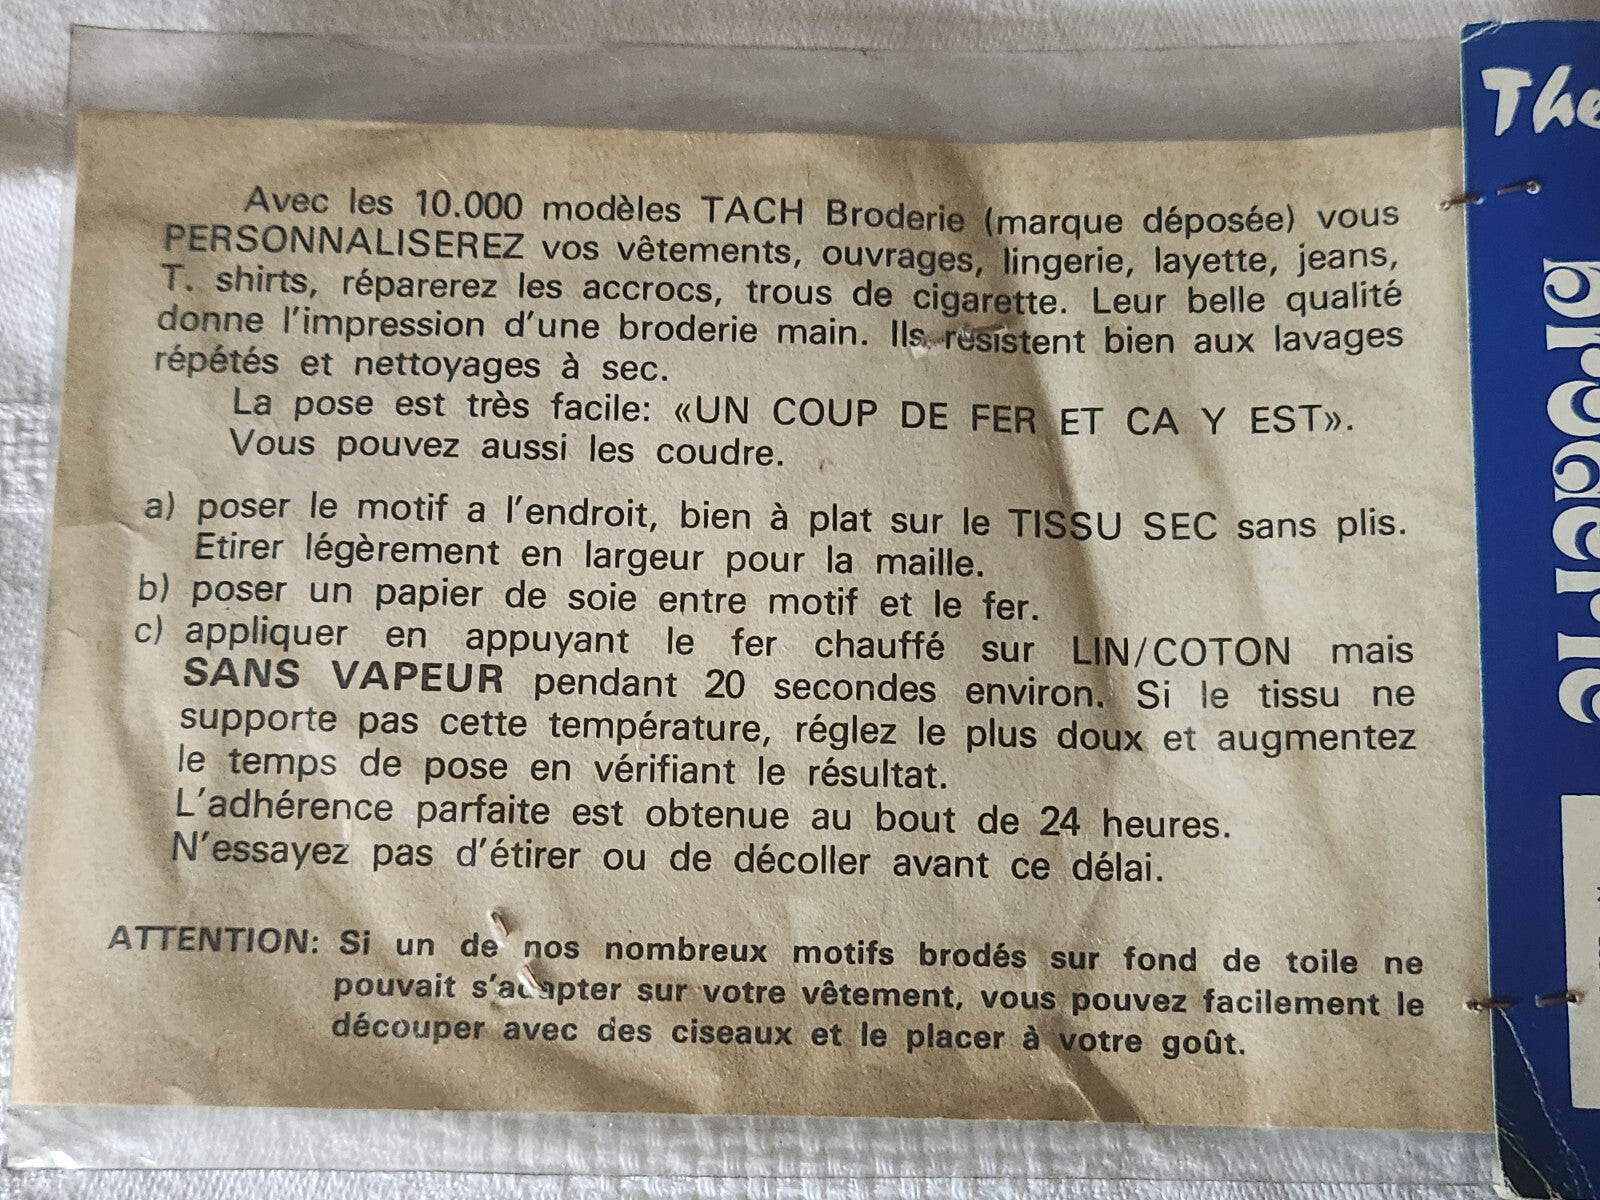 Avec les 10.000 modèles TACH Broderie (marque déposée) vous
PERSONNALISEREZ vos vêtements, ouvrages, lingerie, layette, jeans,
T. shirts, réparerez les accrocs, trous de cigarette. Leur belle qualité
donne l'impression d'une broderie main. Ils résistent bien aux lavages
répétés et nettoyages à sec.
La pose est très facile: «UN COUP DE FER ET CA Y EST».
Vous pouvez aussi les coudre.
a) poser le motif a l'endroit, bien à plat sur le TISSU SEC sans plis.
Etirer légèrement en largeur pour la maille.
b) poser un papier de soie entre motif et le fer.
c) appliquer en appuyant le fer chauffé sur LIN/COTON mais
SANS VAPEUR pendant 20 secondes environ. Si le tissu ne
supporte pas cette température, réglez le plus doux et augmentez
le temps de pose en vérifiant le résultat.
L'adhérence parfaite est obtenue au bout de 24 heures.
N'essayez pas d'étirer ou de décoller avant ce délai.
ATTENTION: Si un de nos nombreux motifs brodés sur fond de toile ne
pouvait s'adapter sur votre vêtement, vous pouvez facilement le
découper avec des ciseaux et le placer à votre goût.
The
broderie